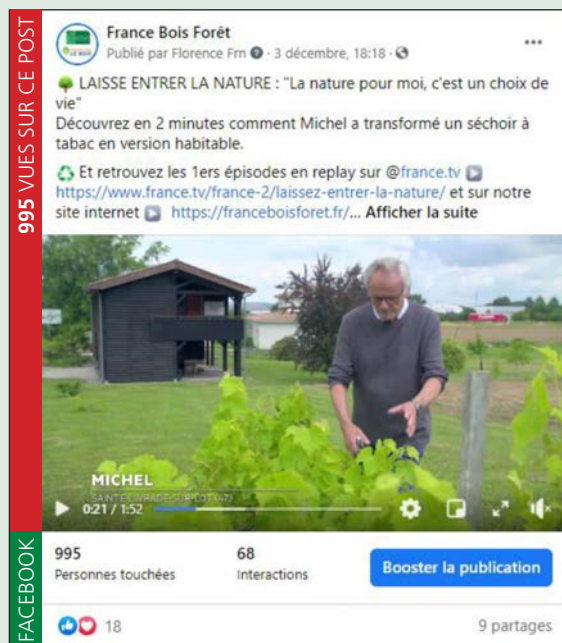 995 VUES SUR CE POST
FACEBOOK
France Bois Forêt
Publié par Florence Frn · 3 décembre, 18:18 ·
LAISSE ENTRER LA NATURE : "La nature pour moi, c'est un choix de
vie"
Découvrez en 2 minutes comment Michel a transformé un séchoir à
tabac en version habitable.
Et retrouvez les 1ers épisodes en replay sur @france.tv
https://www.france.tv/france-2/laissez-entrer-la-nature/ et sur notre
site internet https://franceboisforet.fr/... Afficher la suite
MICHEL
0:21 / 1:52
995
Personnes touchées
68
Interactions
Booster la publication
18
9 partages